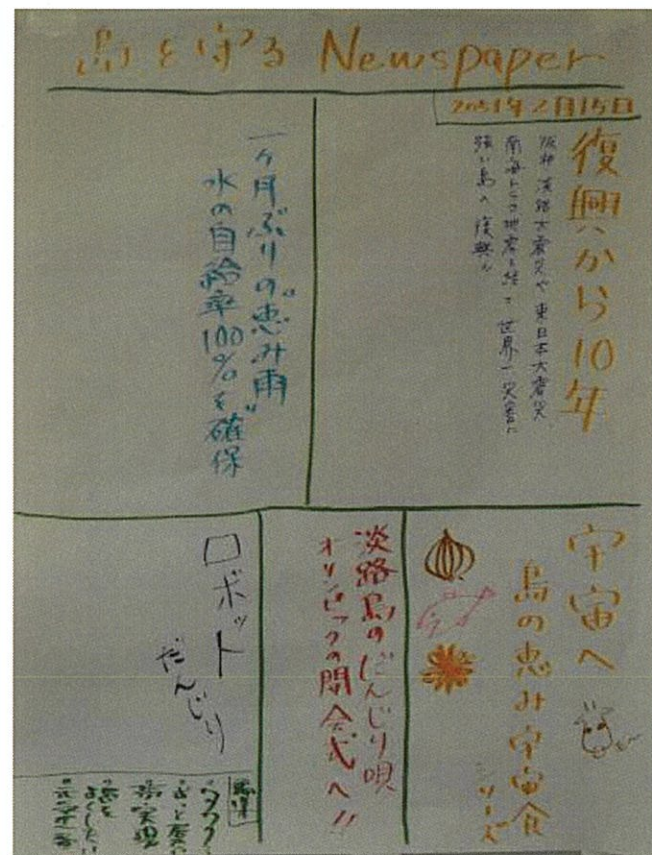 島を守る Newspaper
2051年2月15日
復興から10年
阪神・淡路大震災や東日本大震災、
南海トラフ地震を経て世界一災害に
強い島へ復興。
一ヶ月ぶりの"恵み雨"
水の自給率100%を確保
宇宙へ
島の恵み宇宙食
シリーズ
淡路島のだんじり唄
オリンピックの開会式へ!!
ロボット
だんじり